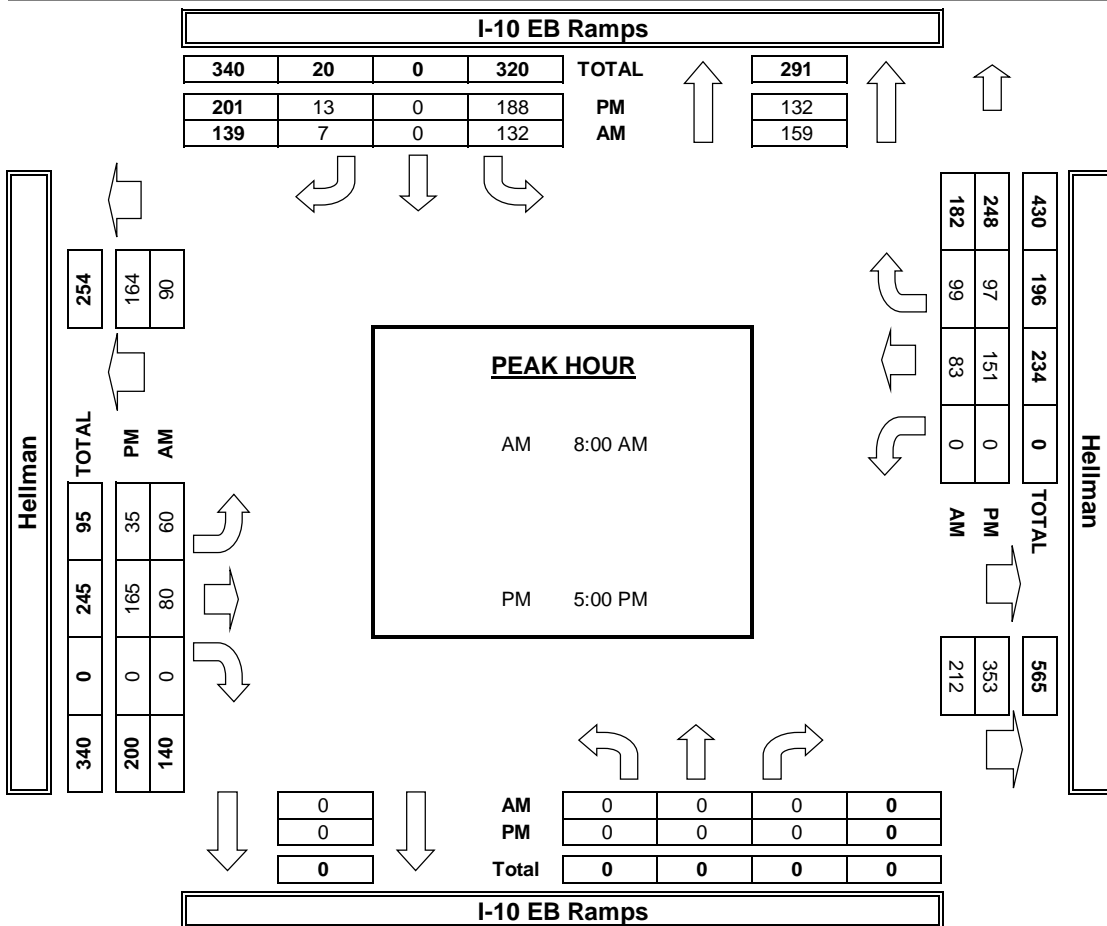 I-10 EB Ramps
340 20 0 320 TOTAL 291
201 13 0 188 PM 132
139 7 0 132 AM 159
Hellman
254 164 90
TOTAL PM AM
95 35 60
245 165 80
0 0 0
340 200 140
PEAK HOUR
AM 8:00 AM
PM 5:00 PM
182 248 430
99 97 196
83 151 234
0 0 0
AM PM TOTAL
212 353 565
Hellman
0 AM 0 0 0 0
0 PM 0 0 0 0
0 Total 0 0 0 0
I-10 EB Ramps